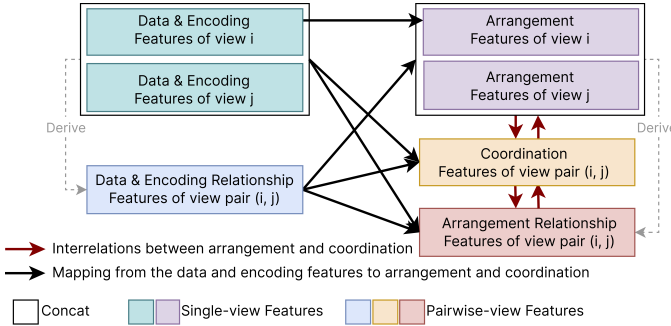 Data & Encoding
Features of view i
Data & Encoding
Features of view j
Arrangement
Features of view i
Arrangement
Features of view j
Derive
Derive
Data & Encoding Relationship
Features of view pair (i, j)
Coordination
Features of view pair (i, j)
Arrangement Relationship
Features of view pair (i, j)
Interrelations between arrangement and coordination
Mapping from the data and encoding features to arrangement and coordination
Concat
Single-view Features
Pairwise-view Features